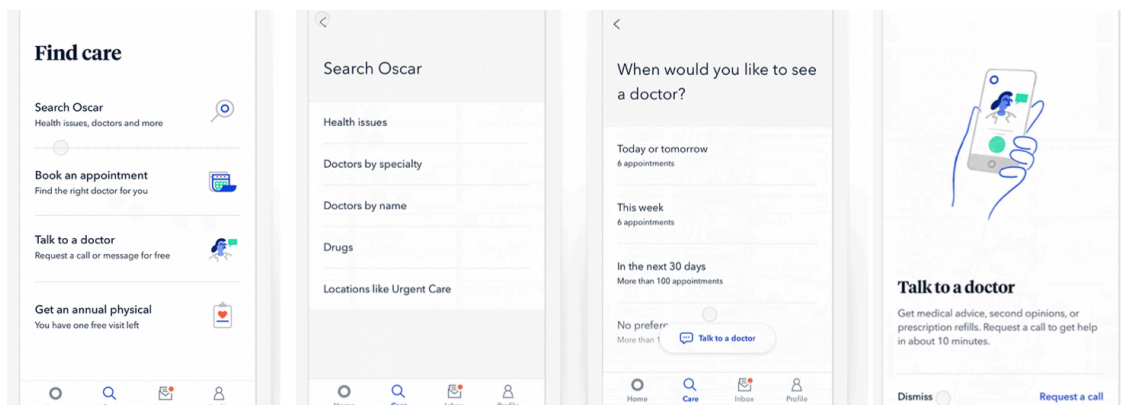 Find care
Search Oscar
Health issues, doctors and more
Book an appointment
Find the right doctor for you
Talk to a doctor
Request a call or message for free
Get an annual physical
You have one free visit left
Search Oscar
Health issues
Doctors by specialty
Doctors by name
Drugs
Locations like Urgent Care
Home
Care
Inbox
Profile
When would you like to see
a doctor?
Today or tomorrow
6 appointments
This week
6 appointments
In the next 30 days
More than 100 appointments
No
More than
Talk to a doctor
Home
Care
Inbox
Profile
Talk to a doctor
Get medical advice, second opinions, or
prescription refills. Request a call to get help
in about 10 minutes.
Dismiss
Request a call